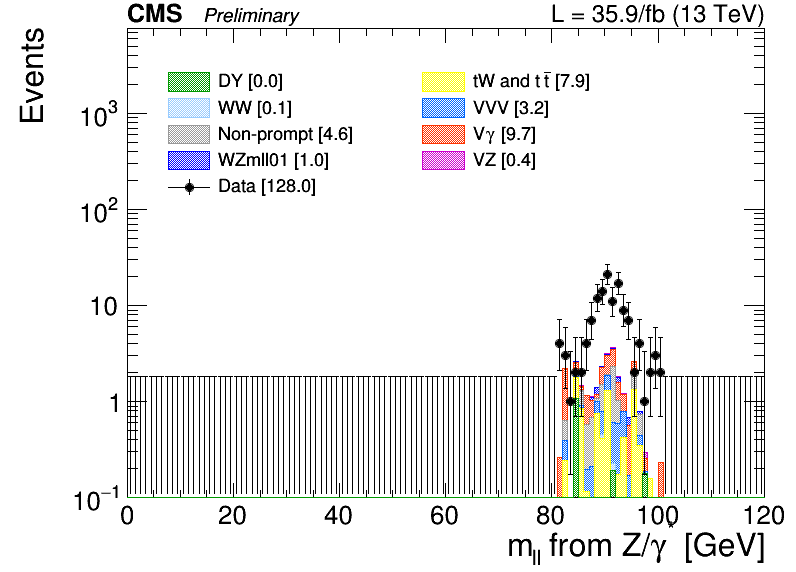 CMS Preliminary L = 35.9/fb (13 TeV)
Events
DY [0.0]
WW [0.1]
Non-prompt [4.6]
WZmll01 [1.0]
Data [128.0]
tW and tt̅ [7.9]
VVV [3.2]
Vγ [9.7]
VZ [0.4]
10³
10²
10
1
10⁻¹
0 20 40 60 80 100 120
m_ll from Z/γ* [GeV]